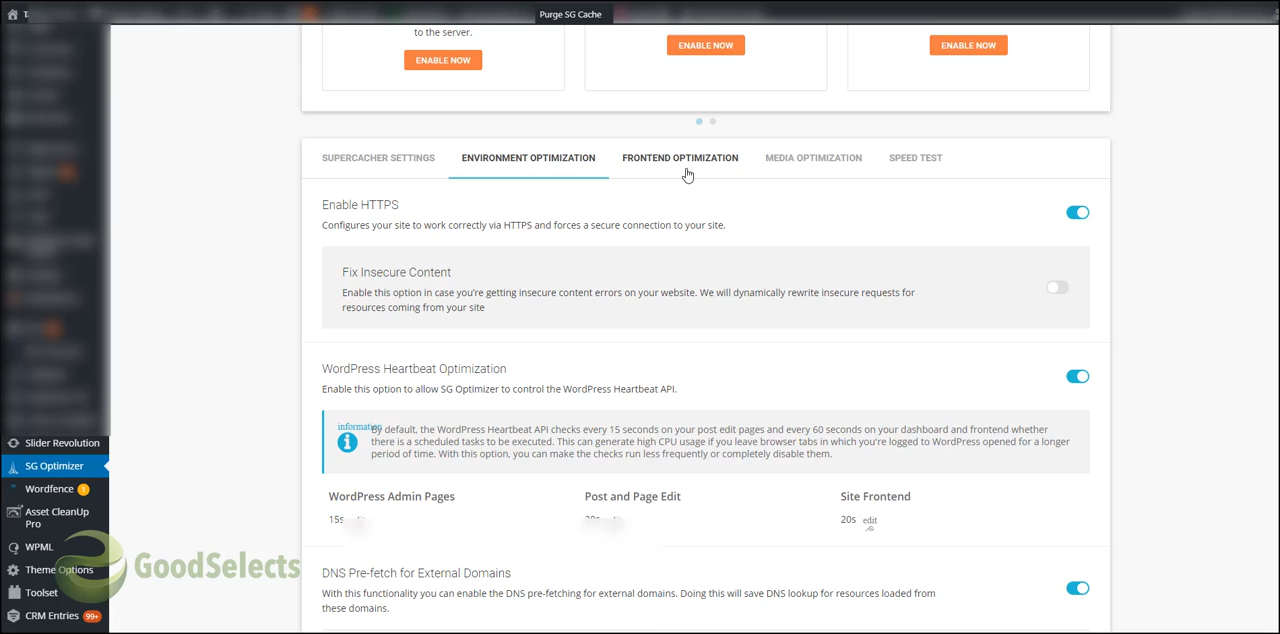 Purge SG Cache
to the server.
ENABLE NOW
ENABLE NOW
ENABLE NOW
SUPERCACHER SETTINGS
ENVIRONMENT OPTIMIZATION
FRONTEND OPTIMIZATION
MEDIA OPTIMIZATION
SPEED TEST
Enable HTTPS
Configures your site to work correctly via HTTPS and forces a secure connection to your site.
Fix Insecure Content
Enable this option in case you're getting insecure content errors on your website. We will dynamically rewrite insecure requests for
resources coming from your site
WordPress Heartbeat Optimization
Enable this option to allow SG Optimizer to control the WordPress Heartbeat API.
information
By default, the WordPress Heartbeat API checks every 15 seconds on your post edit pages and every 60 seconds on your dashboard and frontend whether
there is a scheduled tasks to be executed. This can generate high CPU usage if you leave browser tabs in which you're logged to WordPress opened for a longer
period of time. With this option, you can make the checks run less frequently or completely disable them.
WordPress Admin Pages
Post and Page Edit
Site Frontend
15s
20s edit
DNS Pre-fetch for External Domains
With this functionality you can enable the DNS pre-fetching for external domains. Doing this will save DNS lookup for resources loaded from
these domains.
Slider Revolution
SG Optimizer
Wordfence 1
Asset CleanUp
Pro
WPML
Theme Options
Toolset
CRM Entries 99+
GoodSelects